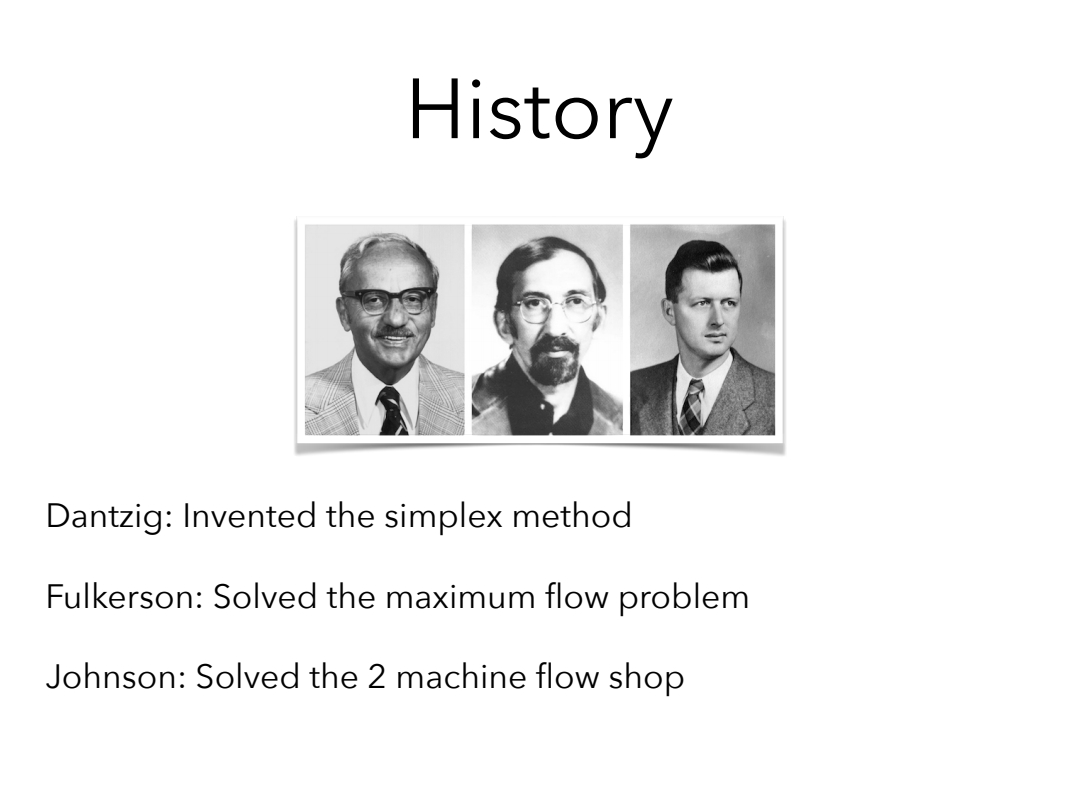 History
Dantzig: Invented the simplex method
Fulkerson: Solved the maximum flow problem
Johnson: Solved the 2 machine flow shop